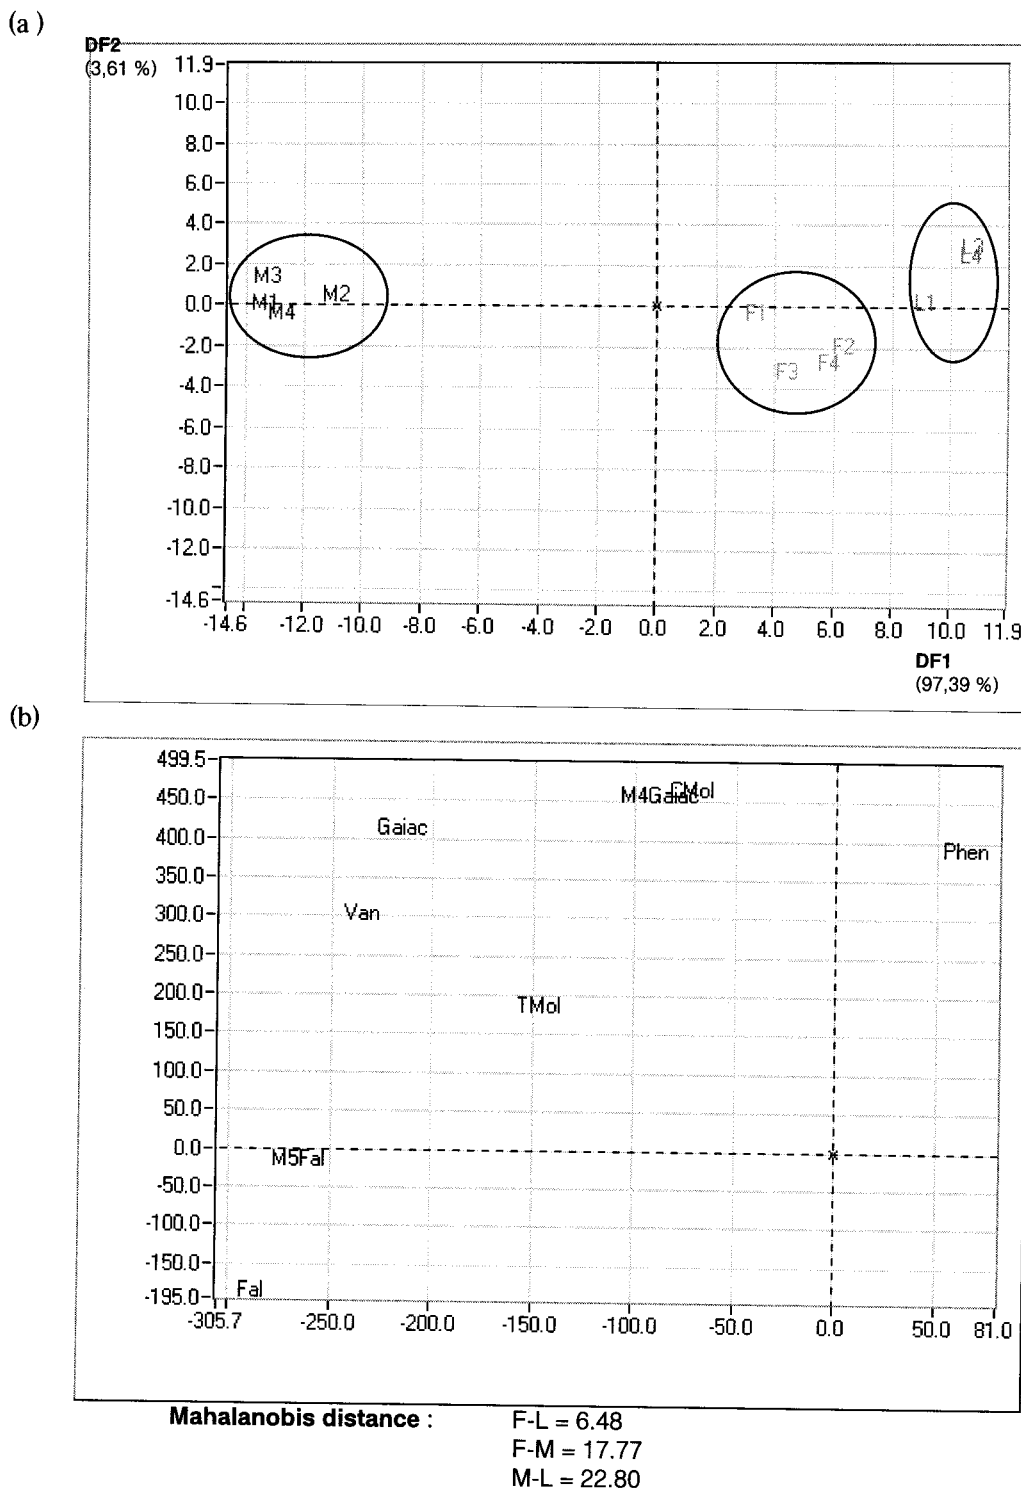 (a)
DF2
(3,61 %)
11.9
10.0
8.0
6.0
4.0
2.0
0.0
-2.0
-4.0
-6.0
-8.0
-10.0
-12.0
-14.6
M3
M1
M4
M2
F1
F2
F3
F4
L1
L4
-14.6 -12.0 -10.0 -8.0 -6.0 -4.0 -2.0 0.0 2.0 4.0 6.0 8.0 10.0 11.9
DF1
(97,39 %)
(b)
499.5
450.0
400.0
350.0
300.0
250.0
200.0
150.0
100.0
50.0
0.0
-50.0
-100.0
-150.0
-195.0
M4Gaiac
CMol
Gaiac
Phen
Van
TMol
M5Fal
Fal
-305.7 -250.0 -200.0 -150.0 -100.0 -50.0 0.0 50.0 81.0
Mahalanobis distance : F-L = 6.48
F-M = 17.77
M-L = 22.80